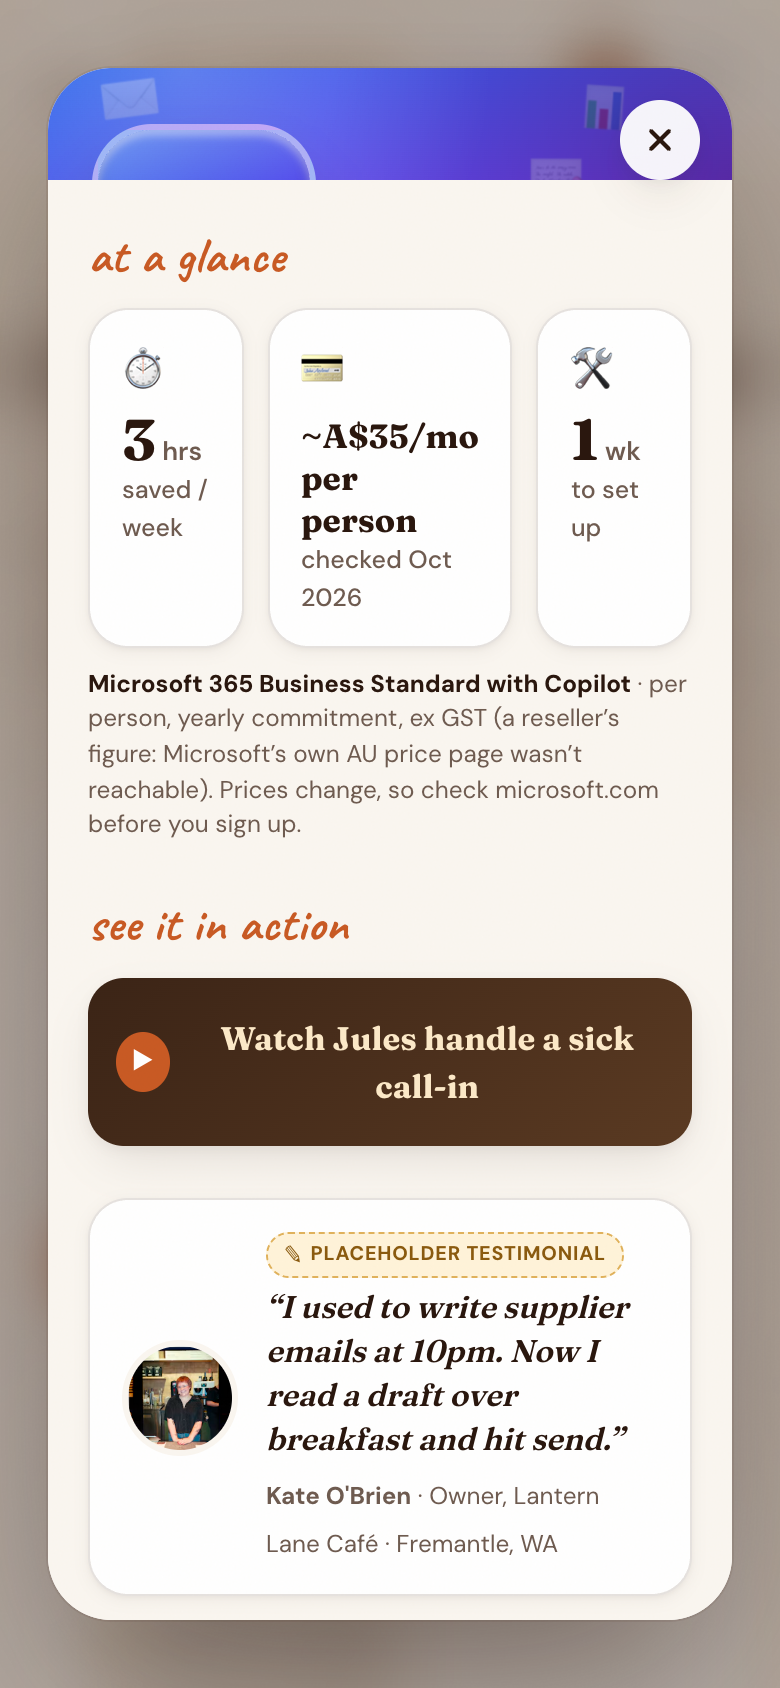 at a glance
3 hrs
saved /
week
~A$35/mo
per
person
checked Oct
2026
1 wk
to set
up
Microsoft 365 Business Standard with Copilot · per
person, yearly commitment, ex GST (a reseller’s
figure: Microsoft’s own AU price page wasn’t
reachable). Prices change, so check microsoft.com
before you sign up.
see it in action
Watch Jules handle a sick
call-in
PLACEHOLDER TESTIMONIAL
“I used to write supplier
emails at 10pm. Now I
read a draft over
breakfast and hit send.”
Kate O'Brien · Owner, Lantern
Lane Café · Fremantle, WA